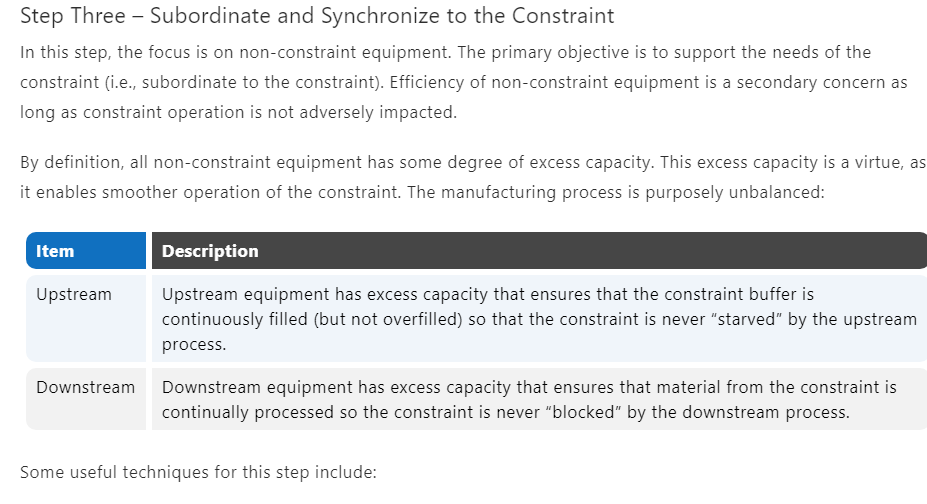 Step Three – Subordinate and Synchronize to the Constraint
In this step, the focus is on non-constraint equipment. The primary objective is to support the needs of the
constraint (i.e., subordinate to the constraint). Efficiency of non-constraint equipment is a secondary concern as
long as constraint operation is not adversely impacted.
By definition, all non-constraint equipment has some degree of excess capacity. This excess capacity is a virtue, as
it enables smoother operation of the constraint. The manufacturing process is purposely unbalanced:
Item Description
Upstream Upstream equipment has excess capacity that ensures that the constraint buffer is
continuously filled (but not overfilled) so that the constraint is never “starved” by the upstream
process.
Downstream Downstream equipment has excess capacity that ensures that material from the constraint is
continually processed so the constraint is never “blocked” by the downstream process.
Some useful techniques for this step include: